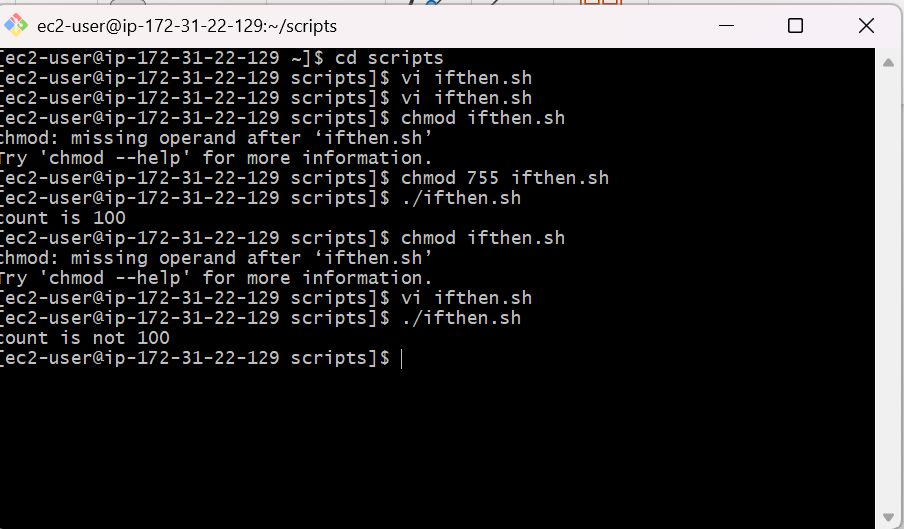 ec2-user@ip-172-31-22-129:~/scripts
[ec2-user@ip-172-31-22-129 ~]$ cd scripts
[ec2-user@ip-172-31-22-129 scripts]$ vi ifthen.sh
[ec2-user@ip-172-31-22-129 scripts]$ vi ifthen.sh
[ec2-user@ip-172-31-22-129 scripts]$ chmod ifthen.sh
chmod: missing operand after ‘ifthen.sh’
Try 'chmod --help' for more information.
[ec2-user@ip-172-31-22-129 scripts]$ chmod 755 ifthen.sh
[ec2-user@ip-172-31-22-129 scripts]$ ./ifthen.sh
count is 100
[ec2-user@ip-172-31-22-129 scripts]$ chmod ifthen.sh
chmod: missing operand after ‘ifthen.sh’
Try 'chmod --help' for more information.
[ec2-user@ip-172-31-22-129 scripts]$ vi ifthen.sh
[ec2-user@ip-172-31-22-129 scripts]$ ./ifthen.sh
count is not 100
[ec2-user@ip-172-31-22-129 scripts]$